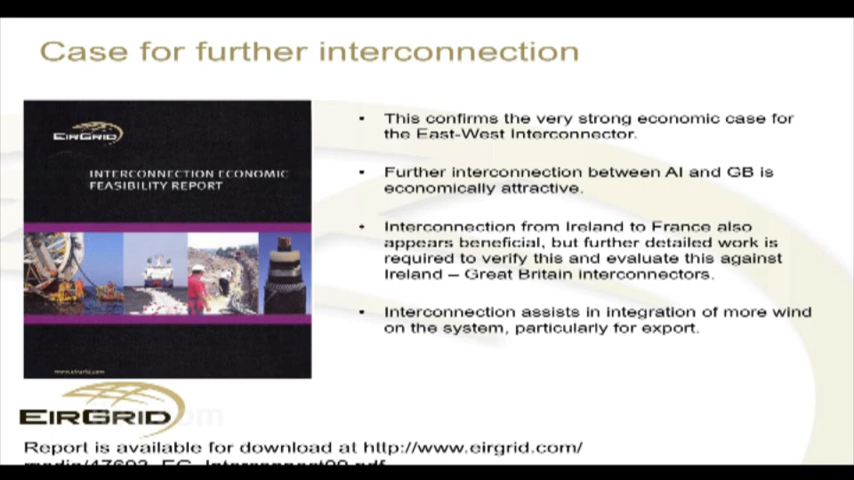 Case for further interconnection
EIRGRID
INTERCONNECTION ECONOMIC
FEASIBILITY REPORT
▪ This confirms the very strong economic case for
the East-West Interconnector.
▪ Further interconnection between AI and GB is
economically attractive.
▪ Interconnection from Ireland to France also
appears beneficial, but further detailed work is
required to verify this and evaluate this against
Ireland – Great Britain interconnectors.
▪ Interconnection assists in integration of more wind
on the system, particularly for export.
EIRGRID
Report is available for download at http://www.eirgrid.com/